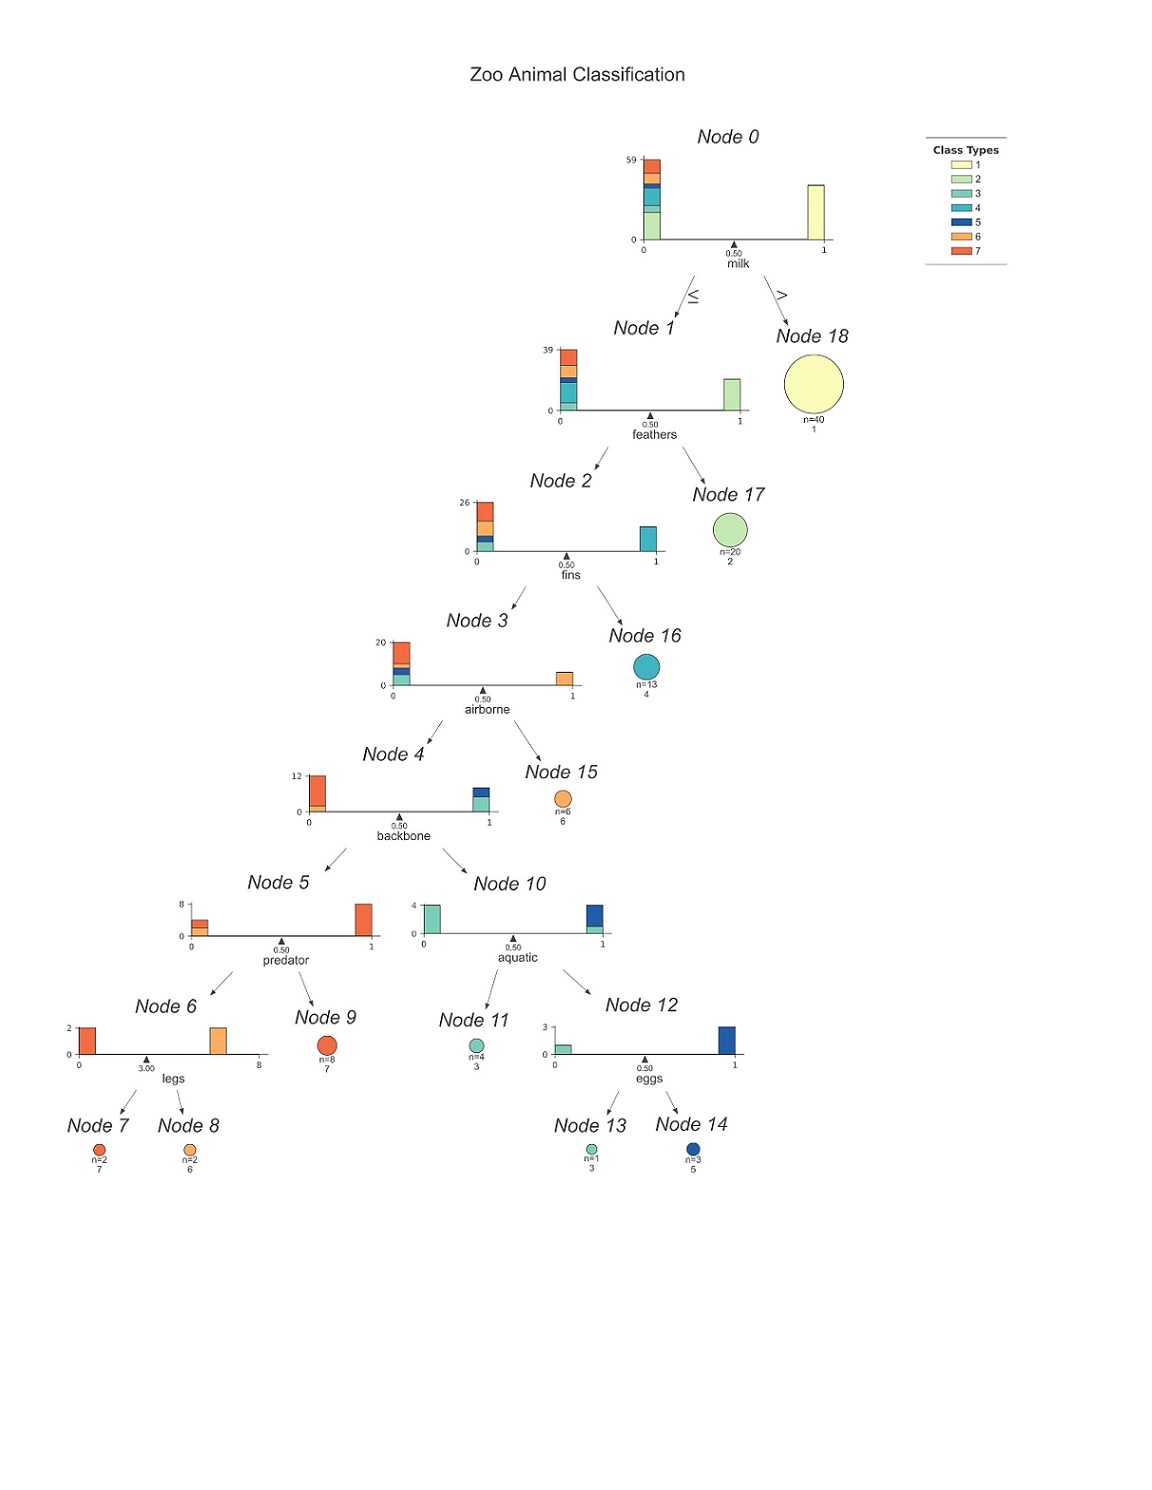 Zoo Animal Classification
Node 0
59
0
0
0.50
1
milk
Class Types
1
2
3
4
5
6
7
≤
>
Node 1
39
0
0
0.50
1
feathers
Node 18
n=40
1
Node 2
26
0
0
0.50
1
fins
Node 17
n=20
2
Node 3
20
0
0
0.50
1
airborne
Node 16
n=13
4
Node 4
12
0
0
0.50
1
backbone
Node 15
n=6
6
Node 5
8
0
0
0.50
1
predator
Node 10
4
0
0
0.50
1
aquatic
Node 6
2
0
0
3.00
8
legs
Node 9
n=8
7
Node 11
n=4
3
Node 12
3
0
0
0.50
1
eggs
Node 7
n=2
7
Node 8
n=2
6
Node 13
n=1
3
Node 14
n=3
5